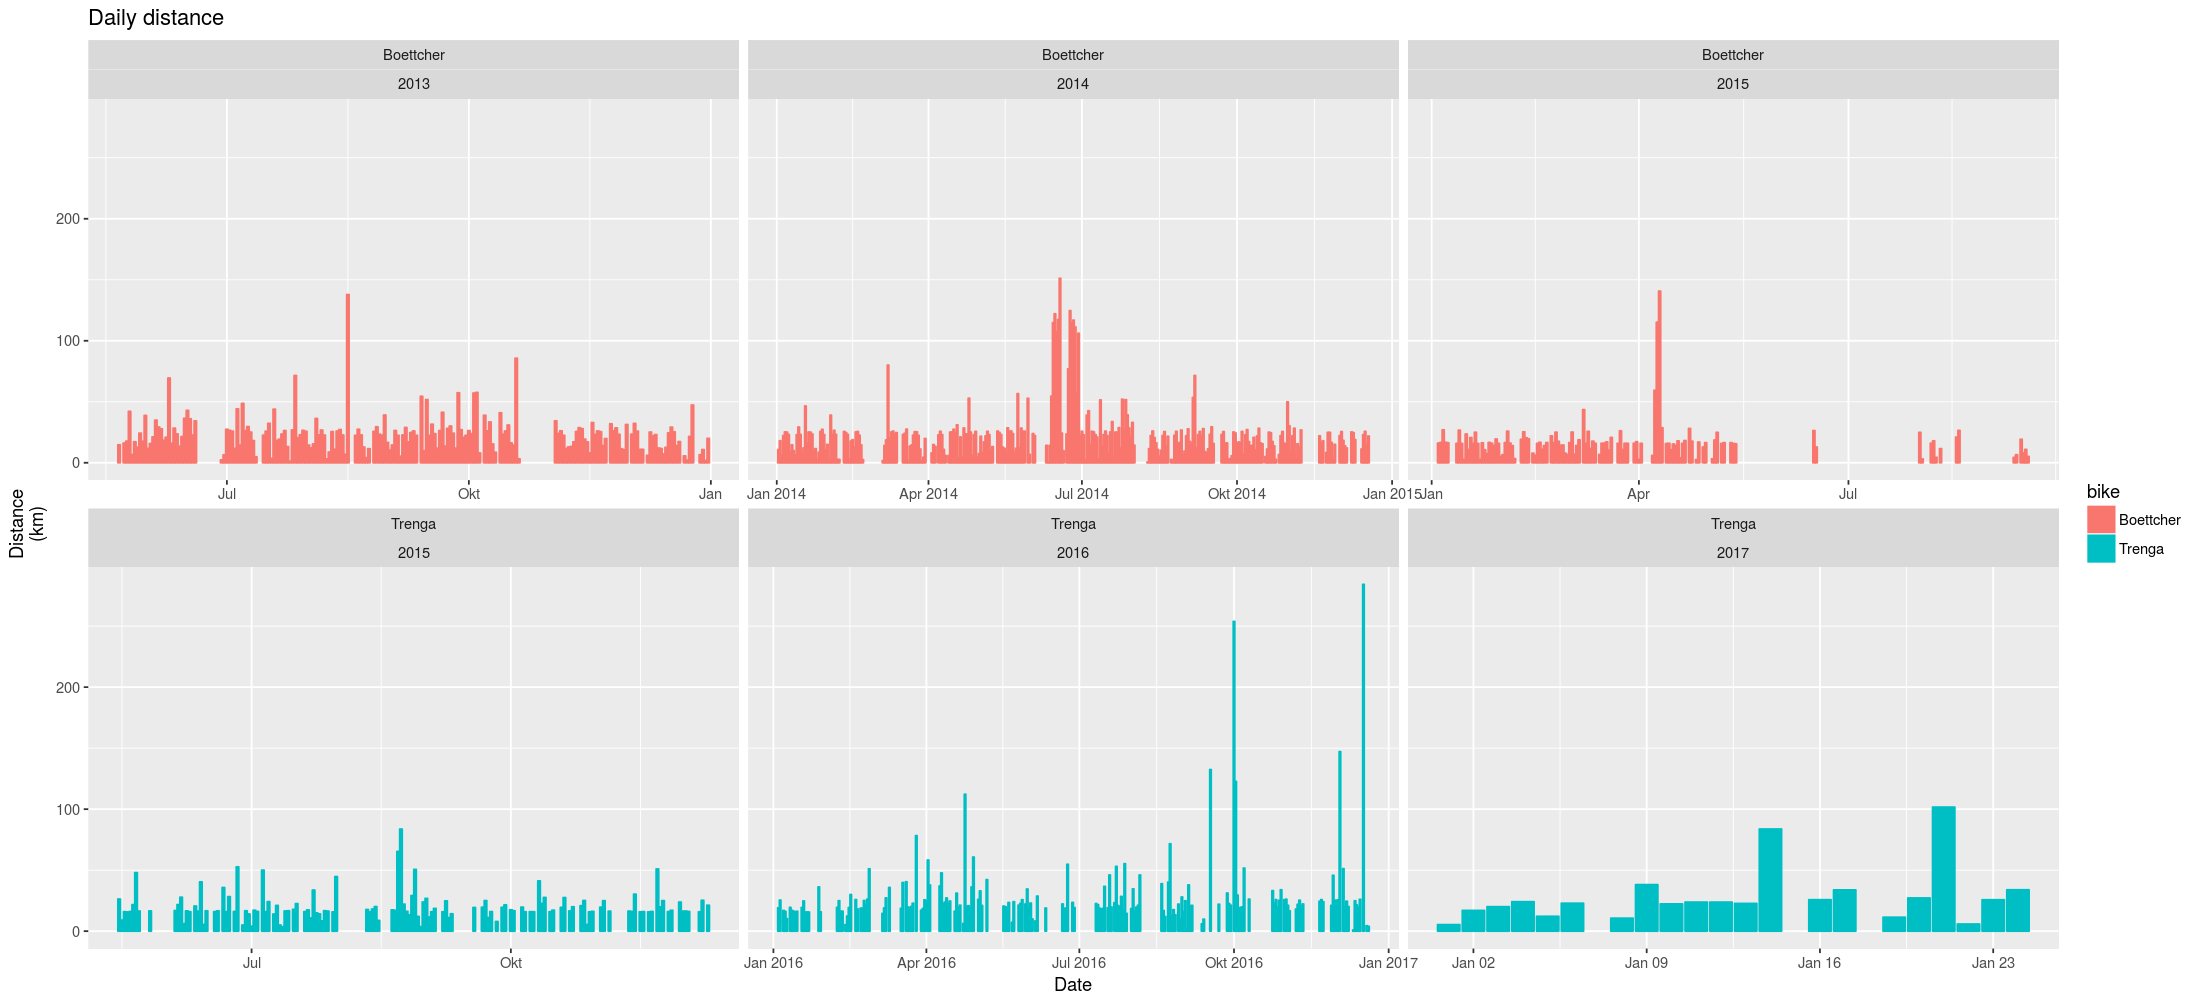 Daily distance
Boettcher
2013
Boettcher
2014
Boettcher
2015
200
100
0
Jul
Okt
Jan
Jan 2014
Apr 2014
Jul 2014
Okt 2014
Jan 2015
Jan
Apr
Jul
Distance
(km)
bike
Boettcher
Trenga
Trenga
2015
Trenga
2016
Trenga
2017
200
100
0
Jul
Okt
Jan 2016
Apr 2016
Jul 2016
Okt 2016
Jan 2017
Jan 02
Jan 09
Jan 16
Jan 23
Date